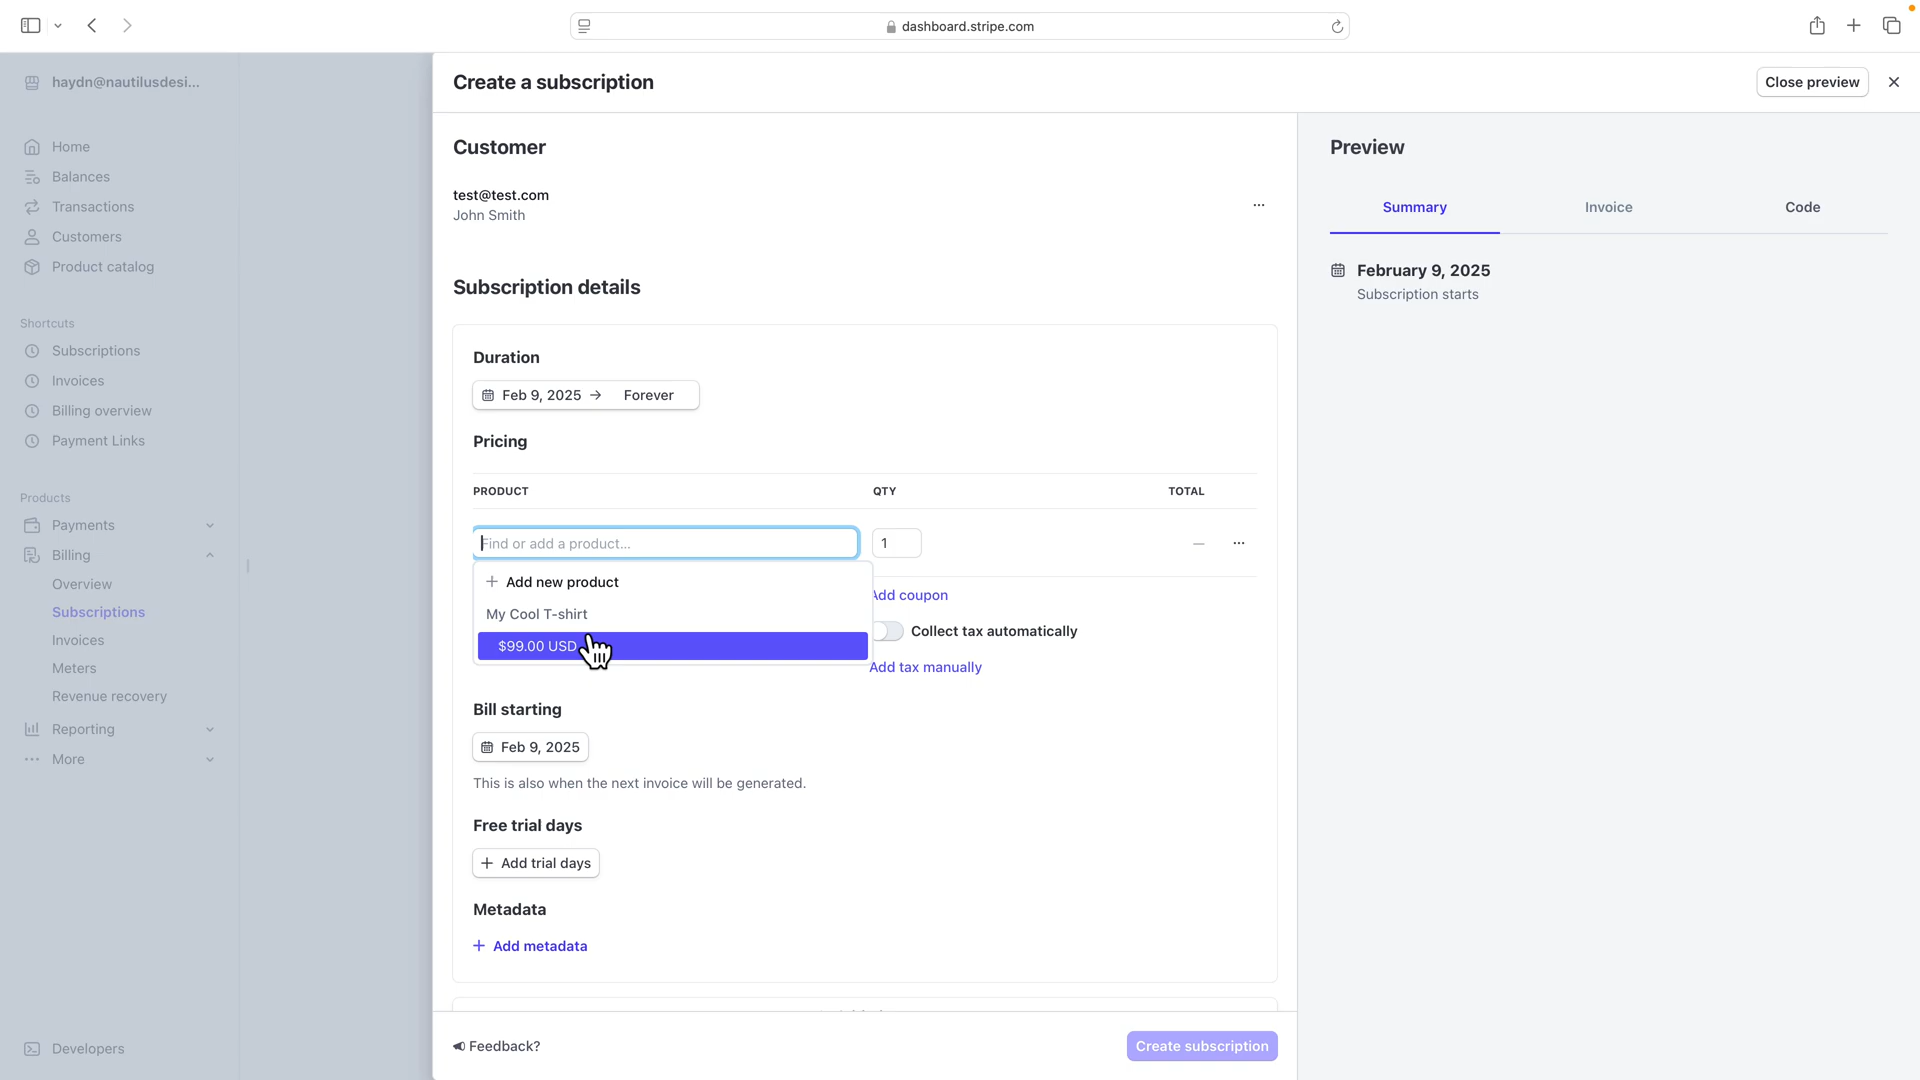 dashboard.stripe.com
haydn@nautilusdesi...
Home
Balances
Transactions
Customers
Product catalog
Shortcuts
Subscriptions
Invoices
Billing overview
Payment Links
Products
Payments
Billing
Overview
Subscriptions
Invoices
Meters
Revenue recovery
Reporting
More
Developers
Create a subscription
Close preview
Customer
test@test.com
John Smith
Subscription details
Duration
Feb 9, 2025 → Forever
Pricing
PRODUCT QTY TOTAL
Find or add a product... 1 —
Add new product
My Cool T-shirt
$99.00 USD
Add coupon
Collect tax automatically
Add tax manually
Bill starting
Feb 9, 2025
This is also when the next invoice will be generated.
Free trial days
+ Add trial days
Metadata
+ Add metadata
Feedback?
Create subscription
Preview
Summary Invoice Code
February 9, 2025
Subscription starts